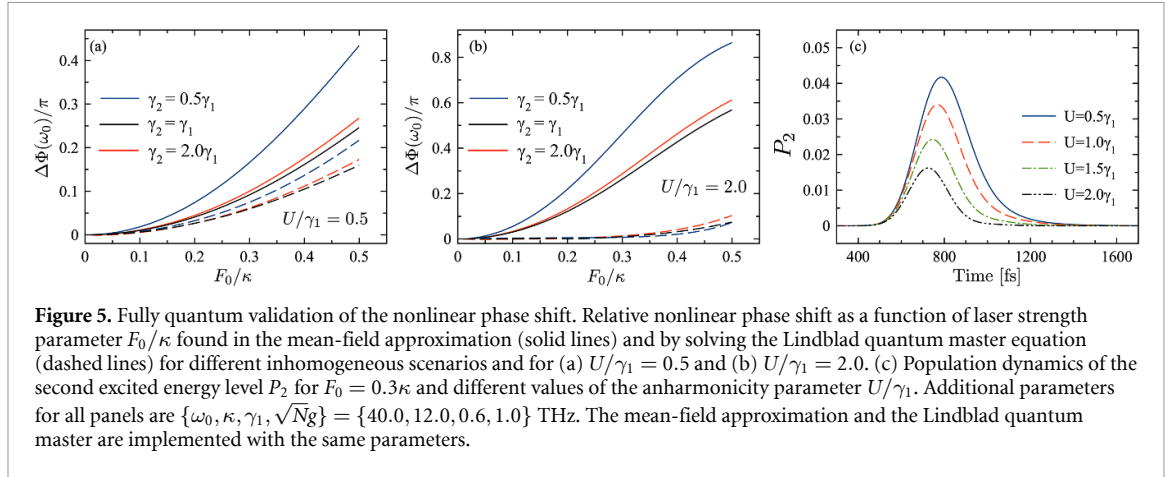 (a)
ΔΦ(ω₀)/π
0.4
0.3
0.2
0.1
0
γ₂ = 0.5γ₁
γ₂ = γ₁
γ₂ = 2.0γ₁
U/γ₁ = 0.5
0 0.1 0.2 0.3 0.4 0.5
F₀/κ
(b)
ΔΦ(ω₀)/π
1.0
0.8
0.6
0.4
0.2
0.0
γ₂ = 0.5γ₁
γ₂ = γ₁
γ₂ = 2.0γ₁
U/γ₁ = 2.0
0 0.1 0.2 0.3 0.4 0.5
F₀/κ
(c)
P₂
0.05
0.04
0.03
0.02
0.01
0
U=0.5γ₁
U=1.0γ₁
U=1.5γ₁
U=2.0γ₁
400 800 1200 1600
Time [fs]
Figure 5. Fully quantum validation of the nonlinear phase shift. Relative nonlinear phase shift as a function of laser strength
parameter F₀/κ found in the mean-field approximation (solid lines) and by solving the Lindblad quantum master equation
(dashed lines) for different inhomogeneous scenarios and for (a) U/γ₁ = 0.5 and (b) U/γ₁ = 2.0. (c) Population dynamics of the
second excited energy level P₂ for F₀ = 0.3κ and different values of the anharmonicity parameter U/γ₁. Additional parameters
for all panels are {ω₀, κ, γ₁, √Ng} = {40.0, 12.0, 0.6, 1.0} THz. The mean-field approximation and the Lindblad quantum
master are implemented with the same parameters.